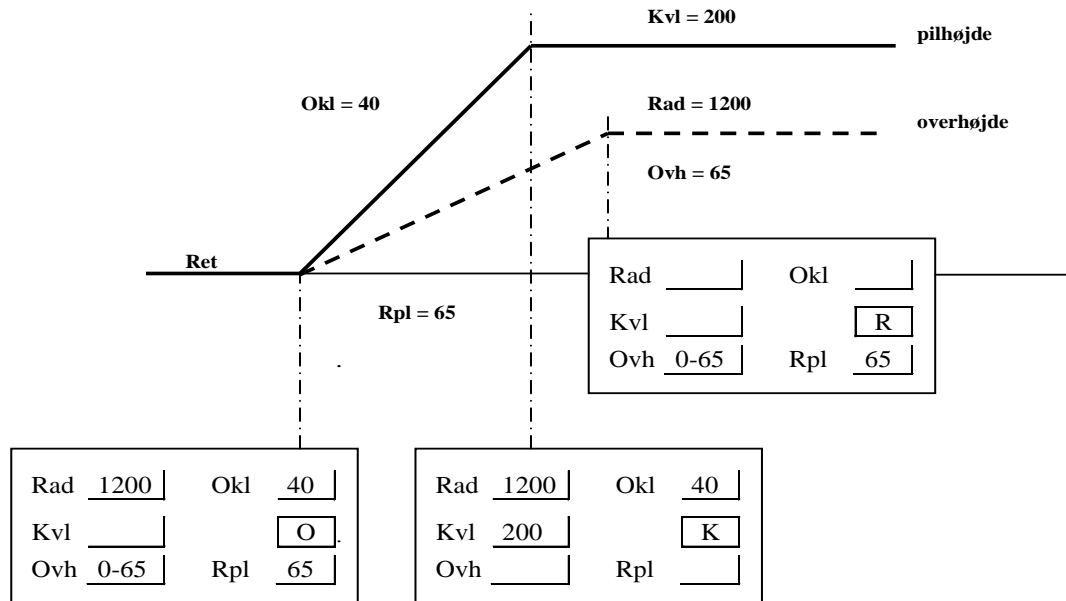 Kvl = 200
pilhøjde
Okl = 40
Rad = 1200
overhøjde
Ovh = 65
Ret
Rpl = 65
Rad Okl
Kvl R
Ovh 0-65 Rpl 65
Rad 1200 Okl 40
Kvl O
Ovh 0-65 Rpl 65
Rad 1200 Okl 40
Kvl 200 K
Ovh Rpl